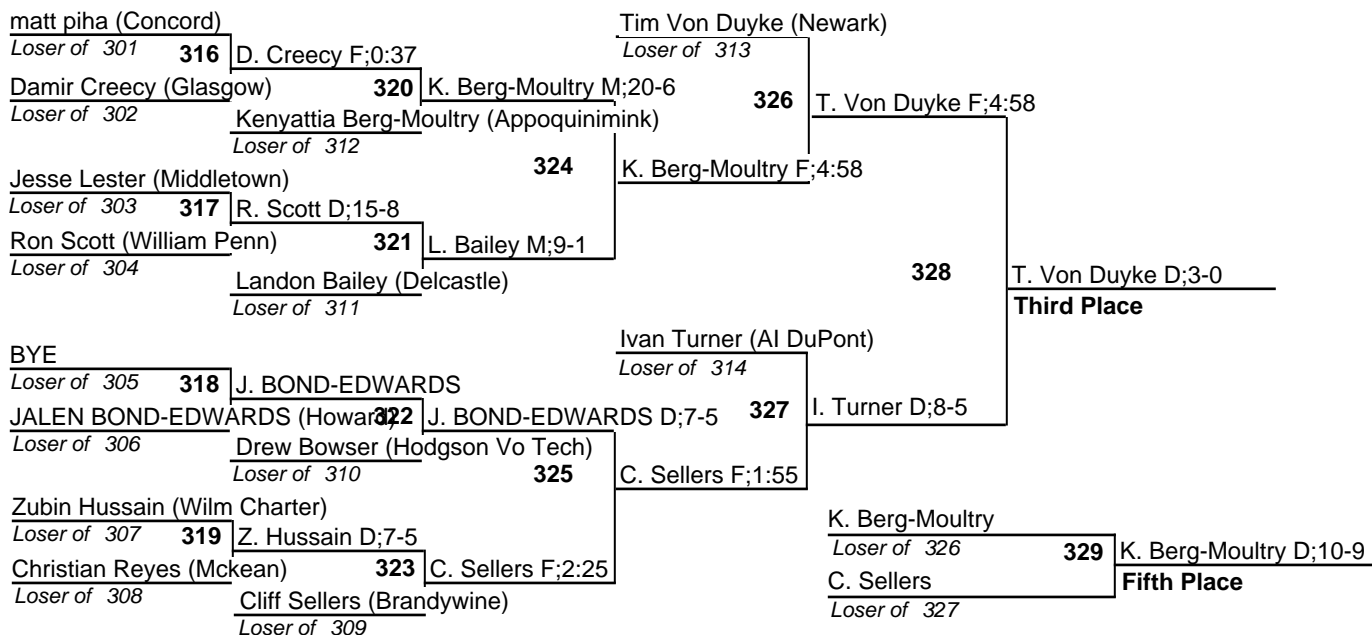 matt piha (Concord)
Loser of 301
316
D. Creecy F;0:37
Damir Creecy (Glasgow)
Loser of 302
320
K. Berg-Moultry M;20-6
Kenyattia Berg-Moultry (Appoquinimink)
Loser of 312
324
Jesse Lester (Middletown)
Loser of 303
317
R. Scott D;15-8
Ron Scott (William Penn)
Loser of 304
321
L. Bailey M;9-1
Landon Bailey (Delcastle)
Loser of 311
Tim Von Duyke (Newark)
Loser of 313
326
T. Von Duyke F;4:58
K. Berg-Moultry F;4:58
328
T. Von Duyke D;3-0
Third Place
BYE
Loser of 305
318
J. BOND-EDWARDS
JALEN BOND-EDWARDS (Howard)
Loser of 306
322
J. BOND-EDWARDS D;7-5
Drew Bowser (Hodgson Vo Tech)
Loser of 310
325
Zubin Hussain (Wilm Charter)
Loser of 307
319
Z. Hussain D;7-5
Christian Reyes (Mckean)
Loser of 308
323
C. Sellers F;2:25
Cliff Sellers (Brandywine)
Loser of 309
Ivan Turner (AI DuPont)
Loser of 314
327
I. Turner D;8-5
C. Sellers F;1:55
K. Berg-Moultry
Loser of 326
329
K. Berg-Moultry D;10-9
C. Sellers
Fifth Place
Loser of 327